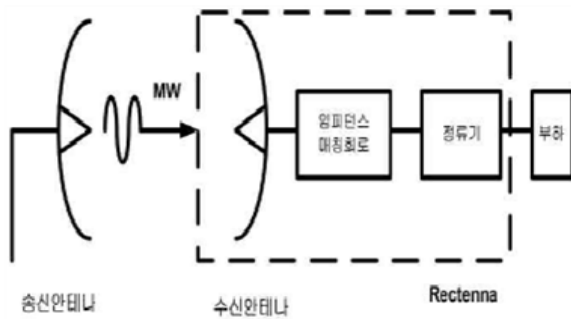 MW
임피던스
매칭회로
정류기
부하
송신안테나
수신안테나
Rectenna